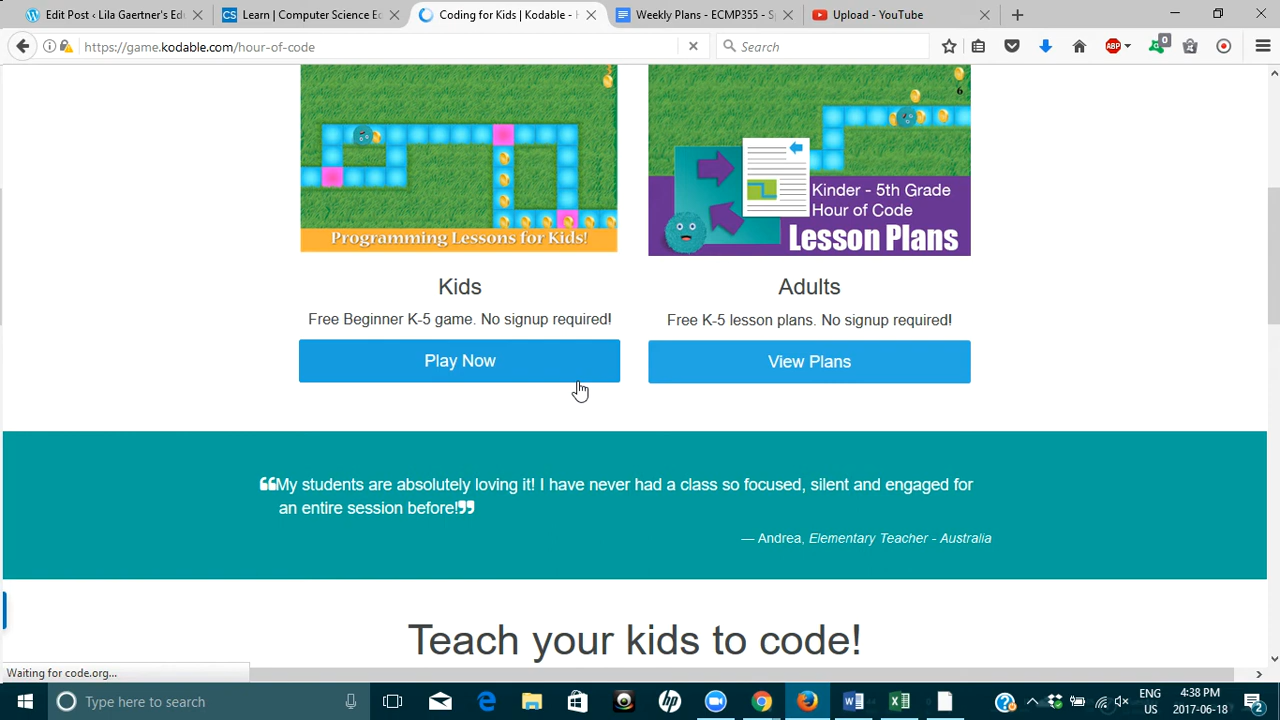 Edit Post ‹ Lila Gaertner's Ed
CS Learn | Computer Science E
Coding for Kids | Kodable - H
Weekly Plans - ECMP355 - S
Upload - YouTube
https://game.kodable.com/hour-of-code
Search
ABP
0
6
Programming Lessons for Kids!
Kinder - 5th Grade
Hour of Code
Lesson Plans
Kids
Adults
Free Beginner K-5 game. No signup required!
Free K-5 lesson plans. No signup required!
Play Now
View Plans
“My students are absolutely loving it! I have never had a class so focused, silent and engaged for
an entire session before!”
— Andrea, Elementary Teacher - Australia
Teach your kids to code!
Waiting for code.org...
Type here to search
ENG
US
4:38 PM
2017-06-18
2